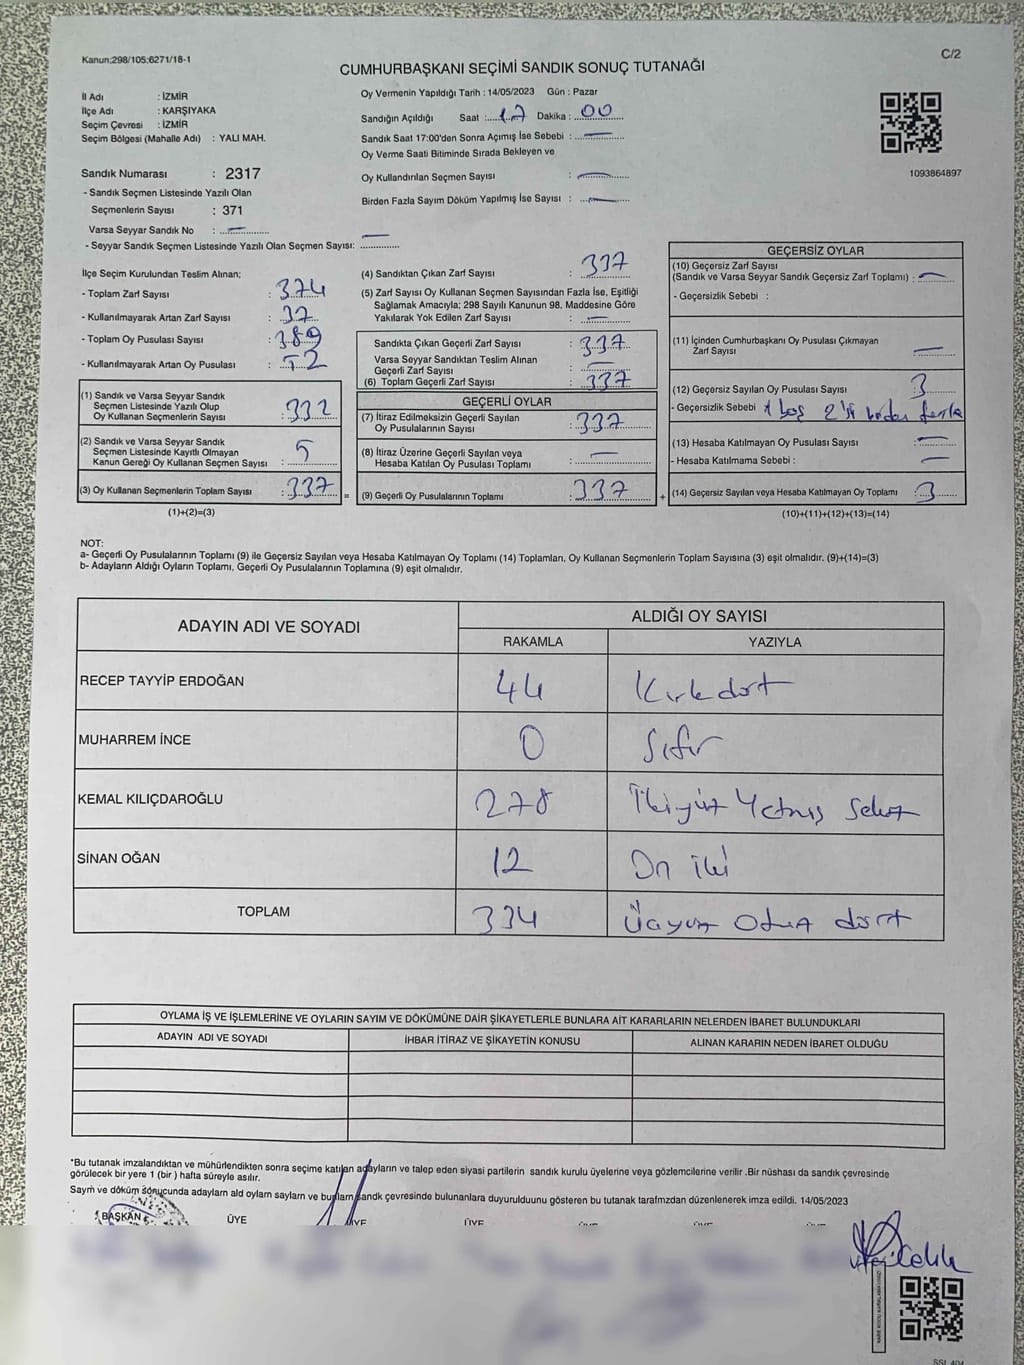 Kanun;298/105;6271/18-1
C/2
CUMHURBAŞKANI SEÇİMİ SANDIK SONUÇ TUTANAĞI
İl Adı : İZMİR
İlçe Adı : KARŞIYAKA
Seçim Çevresi : İZMİR
Seçim Bölgesi (Mahalle Adı) : YALI MAH.
Sandık Numarası : 2317
- Sandık Seçmen Listesinde Yazılı Olan
Seçmenlerin Sayısı : 371
Varsa Seyyar Sandık No : —
- Seyyar Sandık Seçmen Listesinde Yazılı Olan Seçmen Sayısı: —
Oy Vermenin Yapıldığı Tarih : 14/05/2023 Gün : Pazar
Sandığın Açıldığı Saat : 17 Dakika : 00
Sandık Saat 17:00'den Sonra Açımış İse Sebebi : —
Oy Verme Saati Bitiminde Sırada Bekleyen ve
Oy Kullandırılan Seçmen Sayısı : —
Birden Fazla Sayım Döküm Yapılmış İse Sayısı : —
1093864897
İlçe Seçim Kurulundan Teslim Alınan;
- Toplam Zarf Sayısı : 374
- Kullanılmayarak Artan Zarf Sayısı : 37
- Toplam Oy Pusulası Sayısı : 389
- Kullanılmayarak Artan Oy Pusulası : 52
(1) Sandık ve Varsa Seyyar Sandık
Seçmen Listesinde Yazılı Olup
Oy Kullanan Seçmenlerin Sayısı : 332
(2) Sandık ve Varsa Seyyar Sandık
Seçmen Listesinde Kayıtlı Olmayan
Kanun Gereği Oy Kullanan Seçmen Sayısı : 5
(3) Oy Kullanan Seçmenlerin Toplam Sayısı : 337 =
(1)+(2)=(3)
(4) Sandıktan Çıkan Zarf Sayısı : 337
(5) Zarf Sayısı Oy Kullanan Seçmen Sayısından Fazla İse, Eşitliği
Sağlamak Amacıyla; 298 Sayılı Kanunun 98. Maddesine Göre
Yakılarak Yok Edilen Zarf Sayısı : —
Sandıkta Çıkan Geçerli Zarf Sayısı : 337
Varsa Seyyar Sandıktan Teslim Alınan
Geçerli Zarf Sayısı : —
(6) Toplam Geçerli Zarf Sayısı : 337
GEÇERLİ OYLAR
(7) İtiraz Edilmeksizin Geçerli Sayılan
Oy Pusulalarının Sayısı : 337
(8) İtiraz Üzerine Geçerli Sayılan veya
Hesaba Katılan Oy Pusulası Toplamı : —
(9) Geçerli Oy Pusulalarının Toplamı : 337 +
GEÇERSİZ OYLAR
(10) Geçersiz Zarf Sayısı
(Sandık ve Varsa Seyyar Sandık Geçersiz Zarf Toplamı) : —
- Geçersizlik Sebebi :
(11) İçinden Cumhurbaşkanı Oy Pusulası Çıkmayan
Zarf Sayısı —
(12) Geçersiz Sayılan Oy Pusulası Sayısı 3
- Geçersizlik Sebebi 1 boş 2'si birden fazla
(13) Hesaba Katılmayan Oy Pusulası Sayısı —
- Hesaba Katılmama Sebebi : —
(14) Geçersiz Sayılan veya Hesaba Katılmayan Oy Toplamı : 3
(10)+(11)+(12)+(13)=(14)
NOT:
a- Geçerli Oy Pusulalarının Toplamı (9) ile Geçersiz Sayılan veya Hesaba Katılmayan Oy Toplamı (14) Toplamları, Oy Kullanan Seçmenlerin Toplam Sayısına (3) eşit olmalıdır. (9)+(14)=(3)
b- Adayların Aldığı Oyların Toplamı, Geçerli Oy Pusulalarının Toplamına (9) eşit olmalıdır.
ADAYIN ADI VE SOYADI
ALDIĞI OY SAYISI
RAKAMLA YAZIYLA
RECEP TAYYİP ERDOĞAN 44 Kırkdört
MUHARREM İNCE 0 Sıfır
KEMAL KILIÇDAROĞLU 278 İkiyüz Yetmiş Sekiz
SİNAN OĞAN 12 On iki
TOPLAM 334 Üçyüz Otuz dört
OYLAMA İŞ VE İŞLEMLERİNE VE OYLARIN SAYIM VE DÖKÜMÜNE DAİR ŞİKAYETLERLE BUNLARA AİT KARARLARIN NELERDEN İBARET BULUNDUKLARI
ADAYIN ADI VE SOYADI İHBAR İTİRAZ VE ŞİKAYETİN KONUSU ALINAN KARARIN NEDEN İBARET OLDUĞU
*Bu tutanak imzalandıktan ve mühürlendikten sonra seçime katılan adayların ve talep eden siyasi partilerin sandık kurulu üyelerine veya gözlemcilerine verilir .Bir nüshası da sandık çevresinde
görülecek bir yere 1 (bir ) hafta süreyle asılır.
Sayım ve döküm sonucunda adayların ald oyların saylarn ve bunların sandk çevresinde bulunanlara duyurulduunu gösteren bu tutanak tarafımzdan düzenlenerek imza edildi. 14/05/2023
BAŞKAN ÜYE ÜYE ÜYE ÜYE ÜYE ÜYE